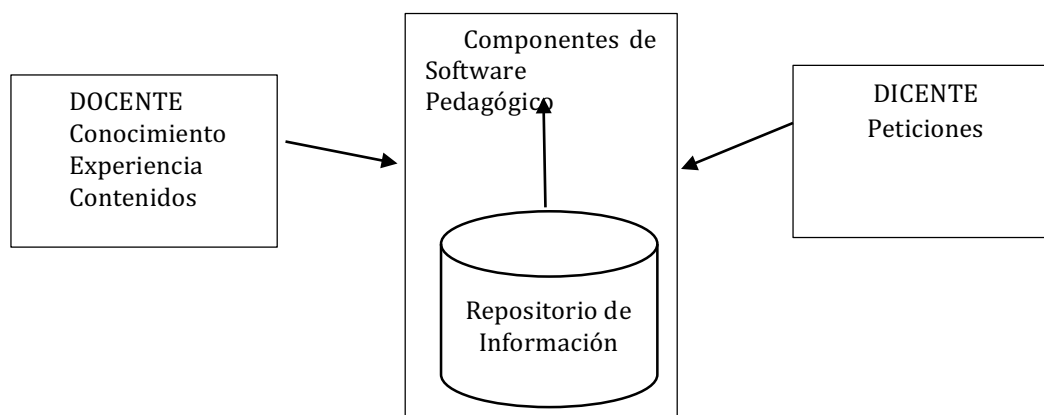 DOCENTE
Conocimiento
Experiencia
Contenidos
Componentes de
Software
Pedagógico
Repositorio de
Información
DICENTE
Peticiones